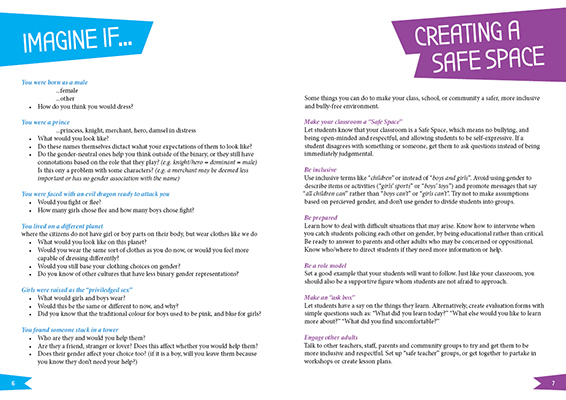 IMAGINE IF...
You were born as a male
...female
...other
• How do you think you would dress?
You were a prince
...princess, knight, merchant, hero, damsel in distress
• What would you look like?
• Do these names themselves dictact wahat your expectations of them to look like?
• Do the gender-neutral ones help you think outside of the binary, or they still have
connotations based on the role that they play? (e.g. knight/hero = dominant = male)
Is this ony a problem with some characters? (e.g. a merchant may be deemed less
important or has no gender association with the name)
You were faced with an evil dragon ready to attack you
• Would you fight or flee?
• How many girls chose flee and how many boys chose fight?
You lived on a different planet
where the citizens do not have girl or boy parts on their body, but wear clothes like we do
• What would you look like on this planet?
• Would you wear the same sort of clothes as you do now, or would you feel more
capable of dressing differently?
• Would you still base your clothing choices on gender?
• Do you know of other cultures that have less binary gender representations?
Girls were raised as the "priviledged sex"
• What would girls and boys wear?
• Would this be the same or different to now, and why?
• Did you know that the traditional colour for boys used to be pink, and blue for girls?
You found someone stuck in a tower
• Who are they and would you help them?
• Are they a friend, stranger or lover? Does this affect whether you would help them?
• Does their gender affect your choice too? (if it is a boy, will you leave them because
you know they don't need your help?)
6
CREATING A
SAFE SPACE
Some things you can do to make your class, school, or community a safer, more inclusive
and bully-free environment.
Make your classroom a "Safe Space"
Let students know that your classroom is a Safe Space, which means no bullying, and
being open-minded and respectful, and allowing students to be self-expressive. If a
student disagrees with something or someone, get them to ask questions instead of being
immediately judgemental.
Be inclusive
Use inclusive terms like "children" or instead of "boys and girls". Avoid using gender to
describe items or activities ("girls' sports" or "boys' toys") and promote messages that say
"all children can" rather than "boys can't" or "girls can't". Try not to make assumptions
based on percieved gender, and don't use gender to divide students into groups.
Be prepared
Learn how to deal with difficult situations that may arise. Know how to intervene when
you catch students policing each other on gender, by being educational rather than critical.
Be ready to answer to parents and other adults who may be concerned or oppositional.
Know who/where to direct students if they need more information or help.
Be a role model
Set a good example that your students will want to follow. Just like your classroom, you
should also be a supportive figure whom students are not afraid to approach.
Make an "ask box"
Let students have a say on the things they learn. Alternatively, create evaluation forms with
simple questions such as: "What did you learn today?" "What else would you like to learn
more about?" "What did you find uncomfortable?"
Engage other adults
Talk to other teachers, staff, parents and community groups to try and get them to be
more inclusive and respectful. Set up "safe teacher" groups, or get together to partake in
workshops or create lesson plans.
7